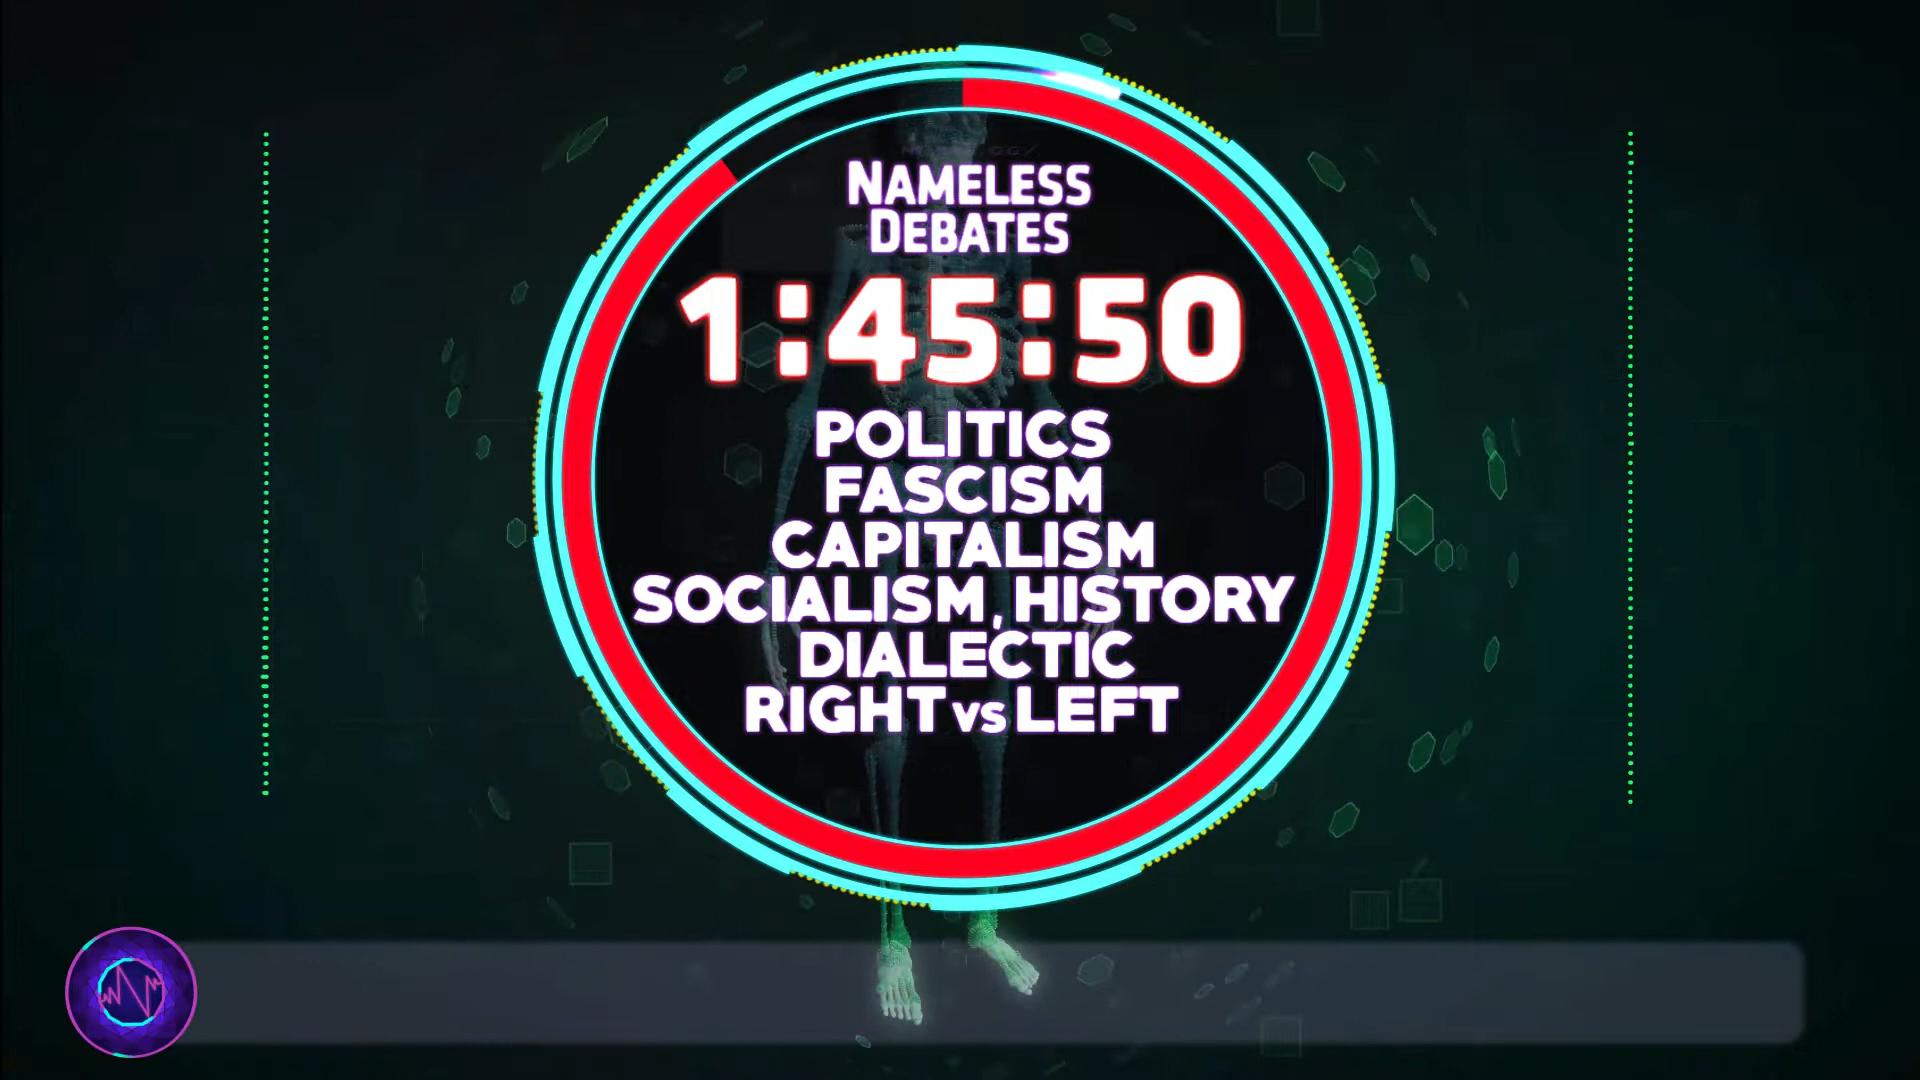 NAMELESS
DEBATES
1:45:50
POLITICS
FASCISM
CAPITALISM
SOCIALISM, HISTORY
DIALECTIC
RIGHT vs LEFT